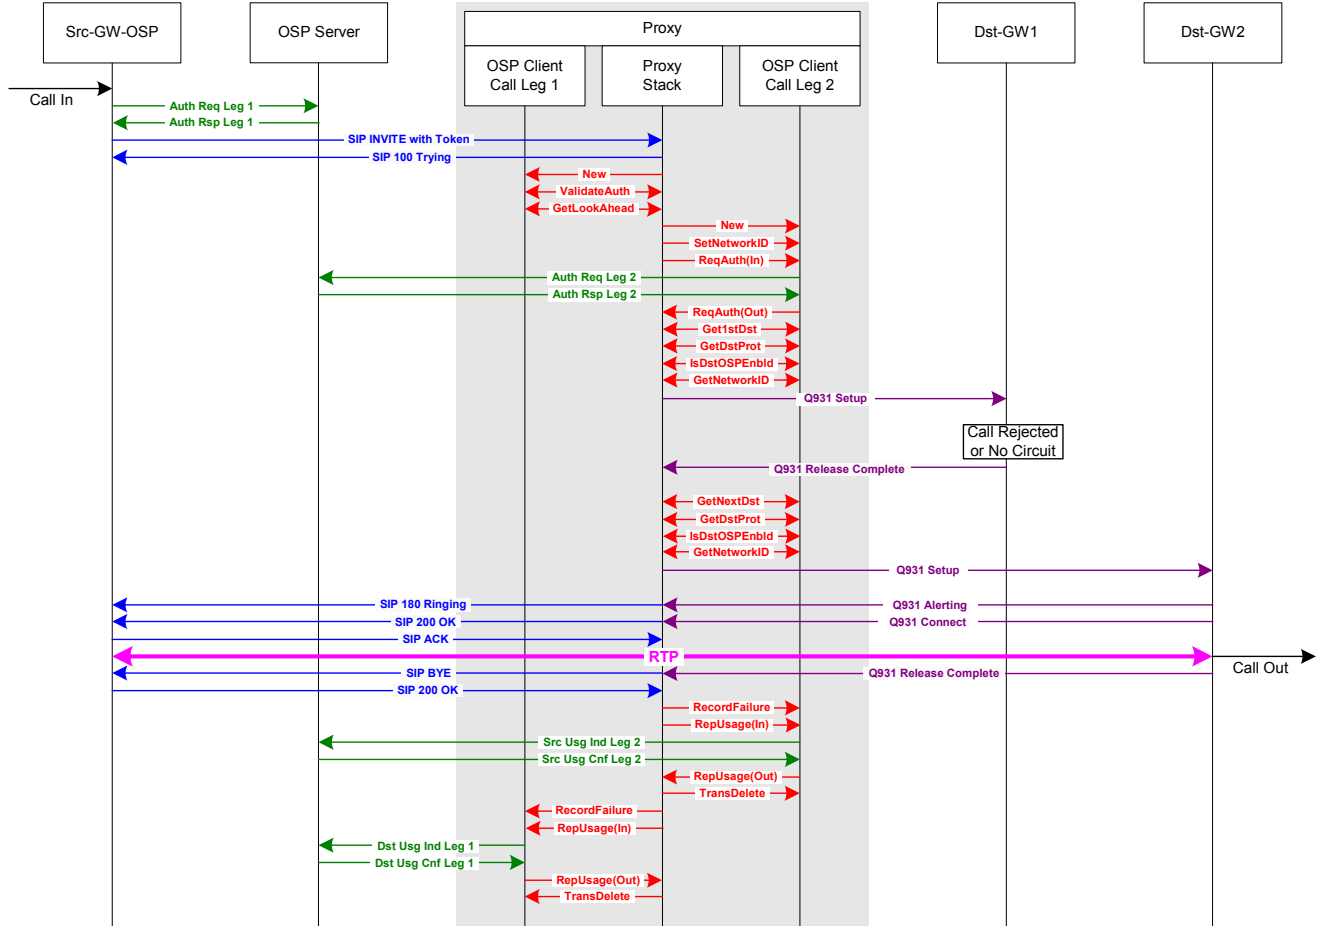 Src-GW-OSP
OSP Server
Proxy
Dst-GW1
Dst-GW2
OSP Client
Call Leg 1
Proxy
Stack
OSP Client
Call Leg 2
Call In
Auth Req Leg 1
Auth Rsp Leg 1
SIP INVITE with Token
SIP 100 Trying
New
ValidateAuth
GetLookAhead
New
SetNetworkID
ReqAuth(In)
Auth Req Leg 2
Auth Rsp Leg 2
ReqAuth(Out)
Get1stDst
GetDstProt
IsDstOSPEnbld
GetNetworkID
Q931 Setup
Call Rejected
or No Circuit
Q931 Release Complete
GetNextDst
GetDstProt
IsDstOSPEnbld
GetNetworkID
Q931 Setup
SIP 180 Ringing
Q931 Alerting
SIP 200 OK
Q931 Connect
SIP ACK
RTP
Call Out
SIP BYE
Q931 Release Complete
SIP 200 OK
RecordFailure
RepUsage(In)
Src Usg Ind Leg 2
Src Usg Cnf Leg 2
RepUsage(Out)
TransDelete
RecordFailure
RepUsage(In)
Dst Usg Ind Leg 1
Dst Usg Cnf Leg 1
RepUsage(Out)
TransDelete